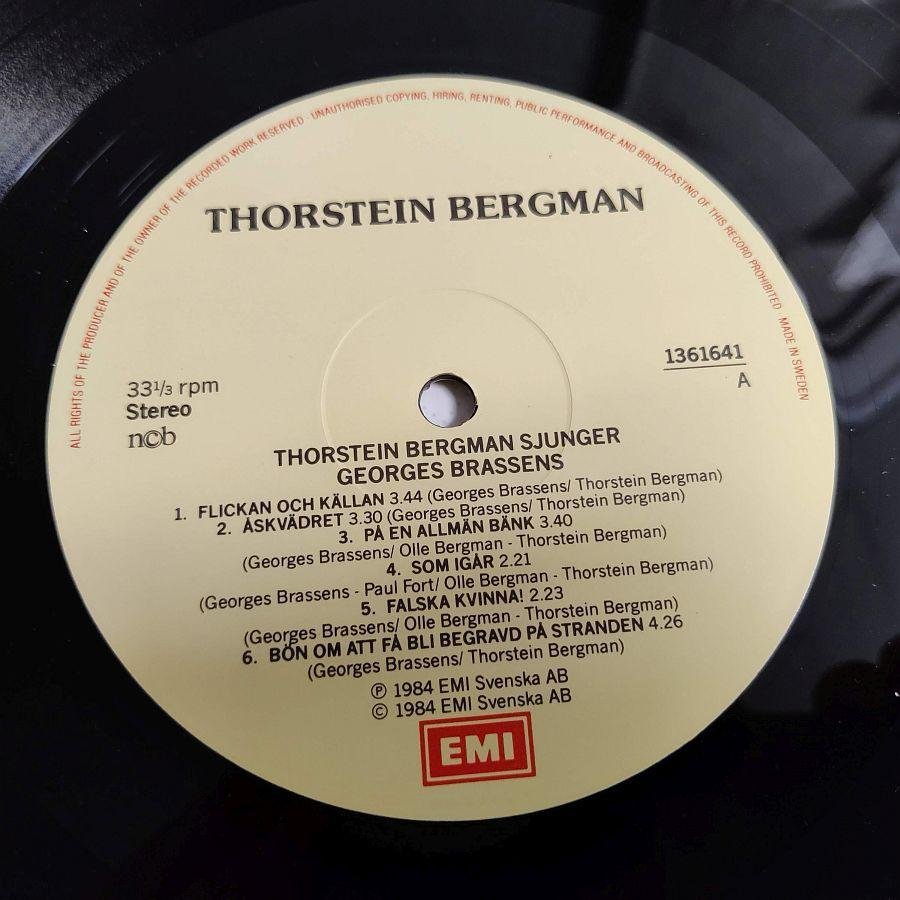 ALL RIGHTS OF THE PRODUCER AND OF THE OWNER OF THE RECORDED WORK RESERVED · UNAUTHORISED COPYING, HIRING, RENTING, PUBLIC PERFORMANCE AND BROADCASTING OF THIS RECORD PROHIBITED · MADE IN SWEDEN
THORSTEIN BERGMAN
33⅓ rpm
Stereo
n©b
1361641
A
THORSTEIN BERGMAN SJUNGER
GEORGES BRASSENS
1. FLICKAN OCH KÄLLAN 3.44 (Georges Brassens/ Thorstein Bergman)
2. ÅSKVÄDRET 3.30 (Georges Brassens/ Thorstein Bergman)
3. PÅ EN ALLMÄN BÄNK 3.40
(Georges Brassens/ Olle Bergman - Thorstein Bergman)
4. SOM IGÅR 2.21
(Georges Brassens - Paul Fort/ Olle Bergman - Thorstein Bergman)
5. FALSKA KVINNA! 2.23
(Georges Brassens/ Olle Bergman - Thorstein Bergman)
6. BÖN OM ATT FÅ BLI BEGRAVD PÅ STRANDEN 4.26
(Georges Brassens/ Thorstein Bergman)
℗ 1984 EMI Svenska AB
© 1984 EMI Svenska AB
EMI